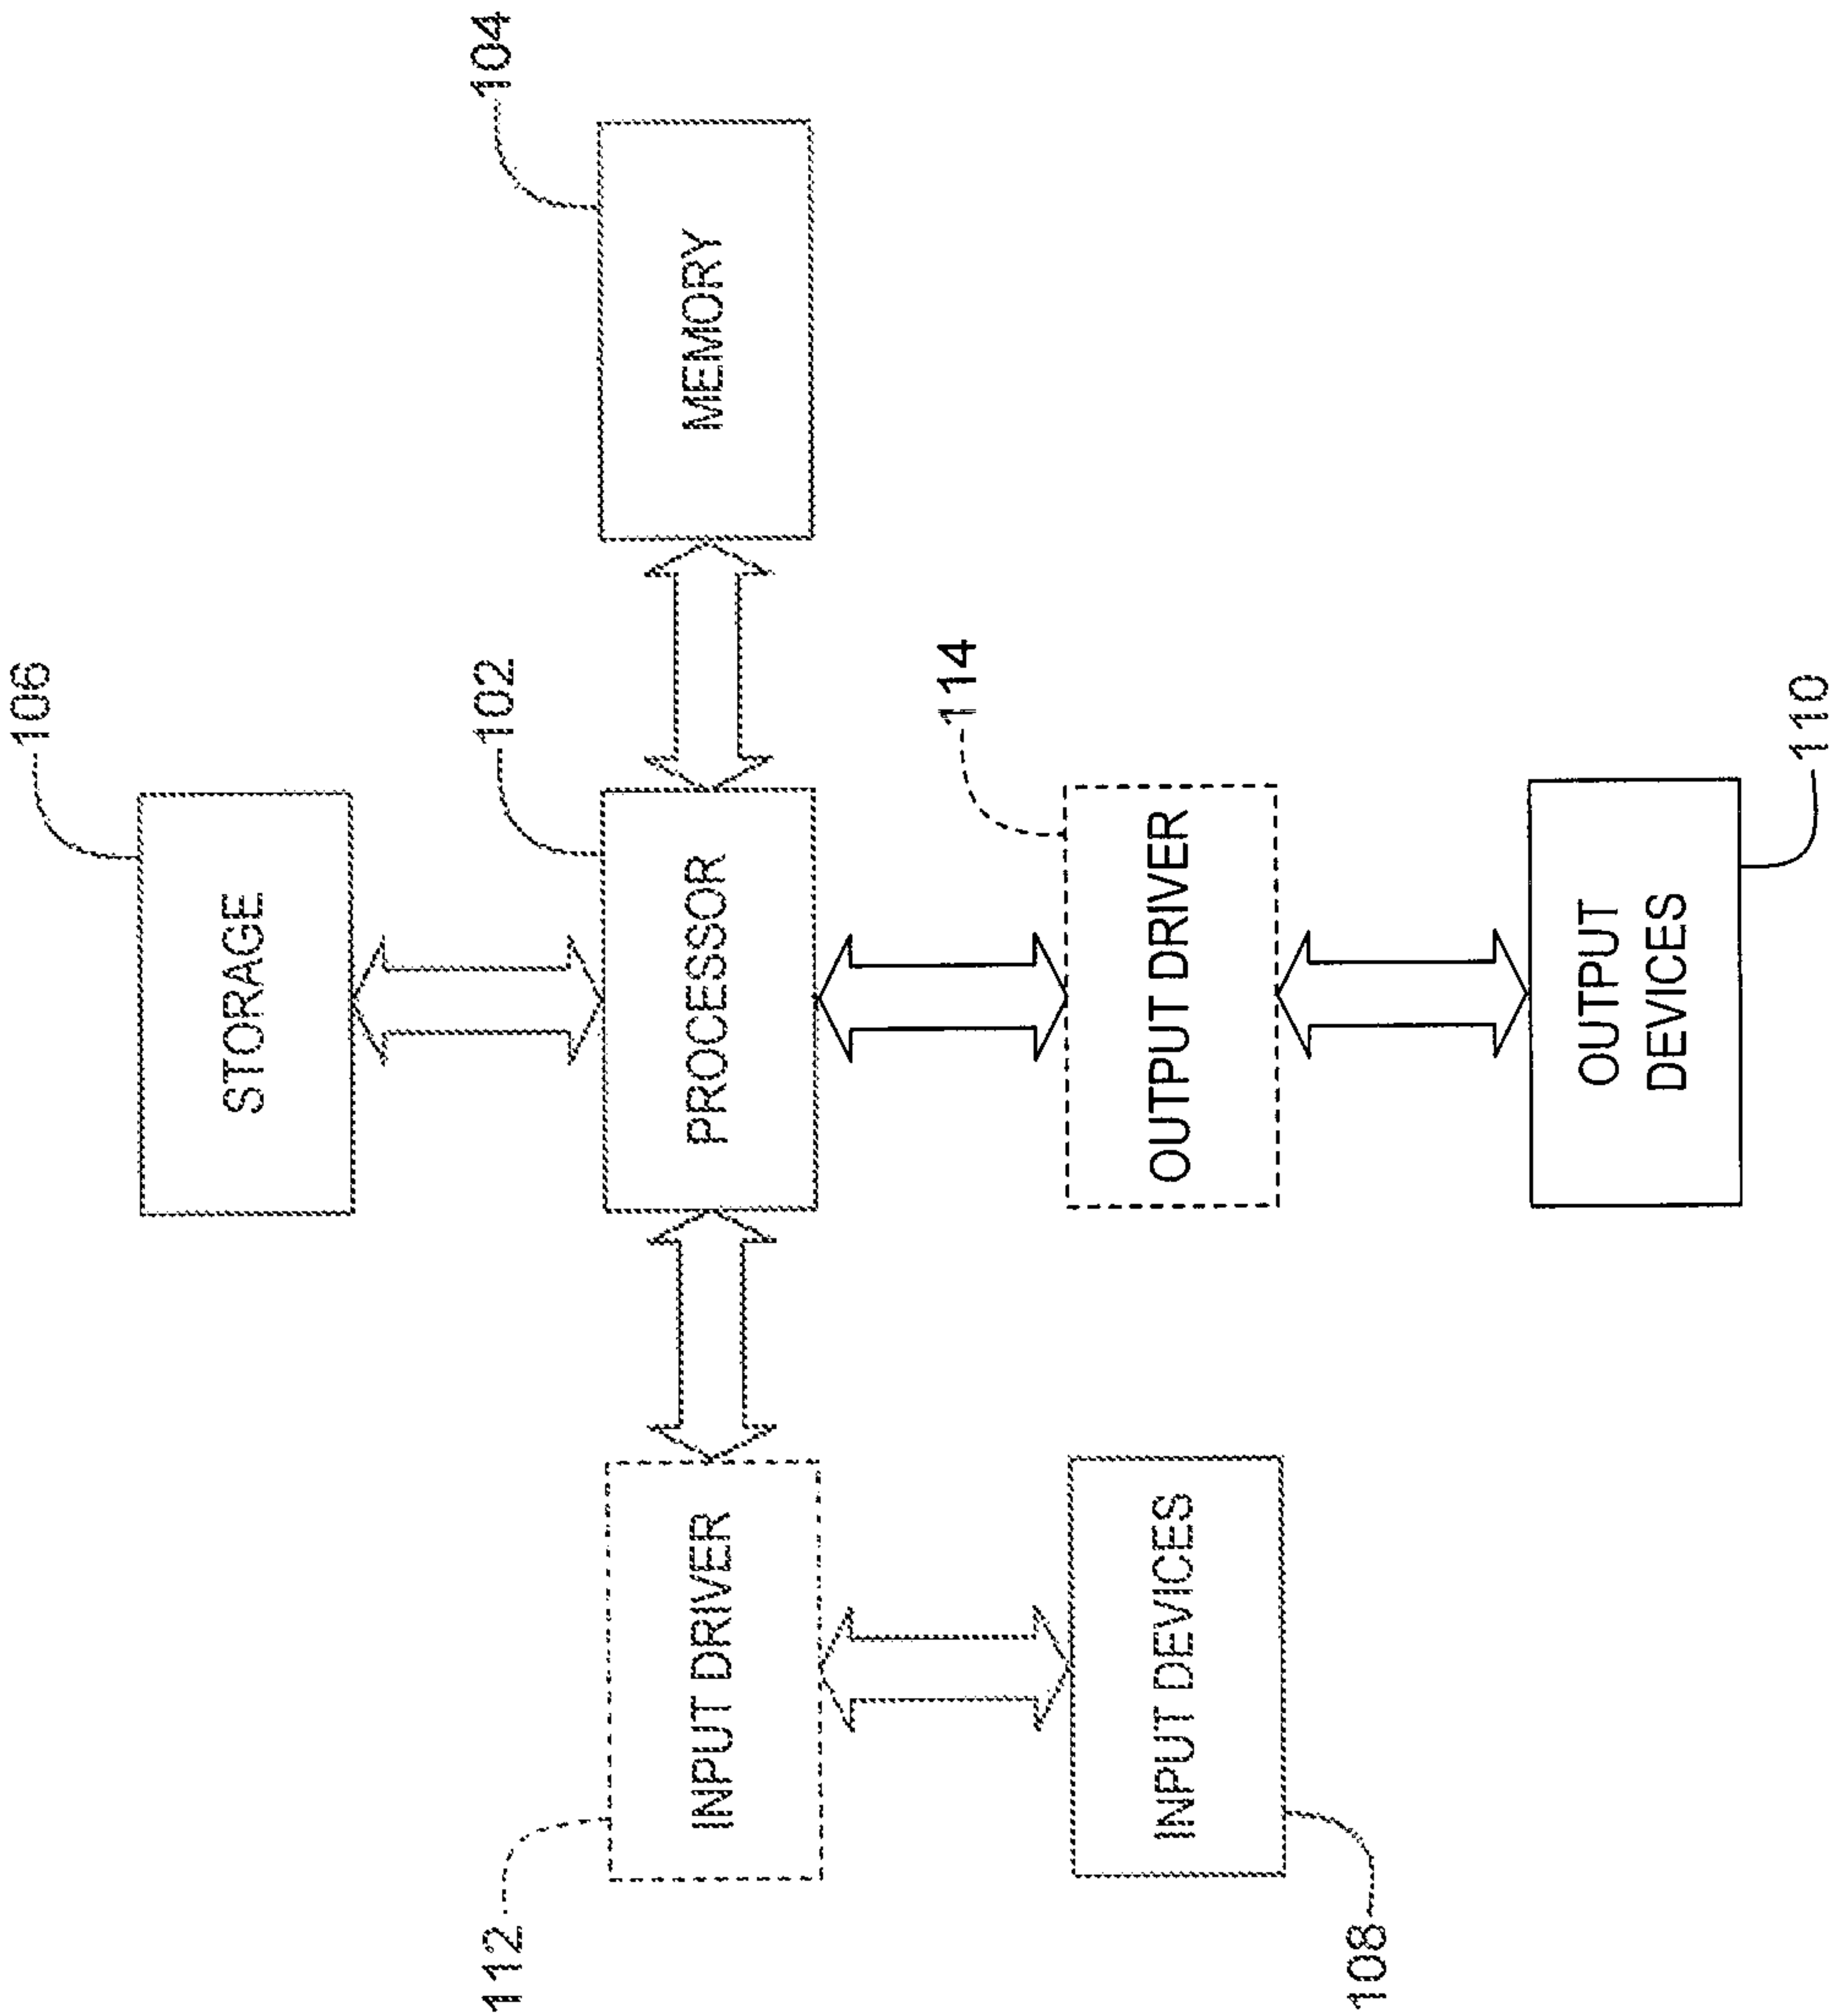 106
STORAGE
104
102
PROCESSOR
MEMORY
112
INPUT DRIVER
114
OUTPUT DRIVER
108
INPUT DEVICES
110
OUTPUT
DEVICES